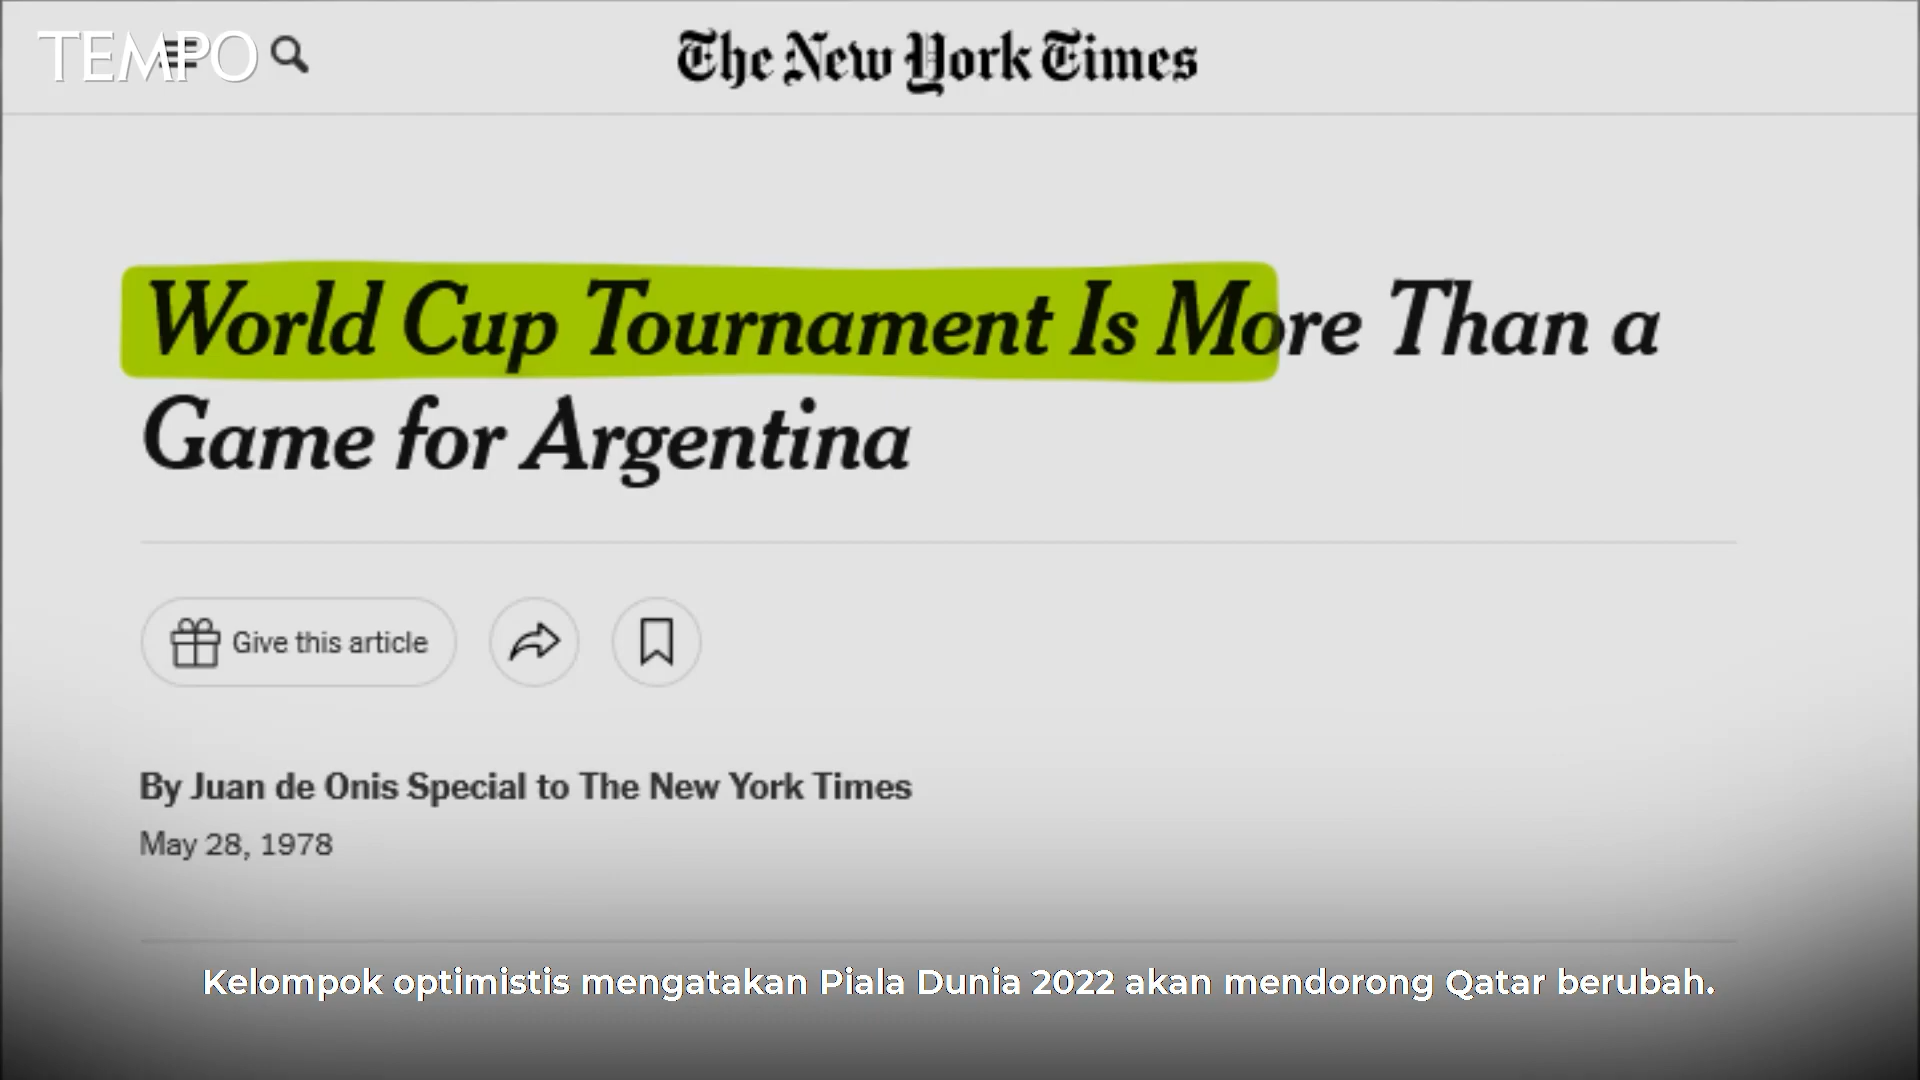 TEMPO
The New York Times
World Cup Tournament Is More Than a
Game for Argentina
Give this article
By Juan de Onis Special to The New York Times
May 28, 1978
Kelompok optimistis mengatakan Piala Dunia 2022 akan mendorong Qatar berubah.